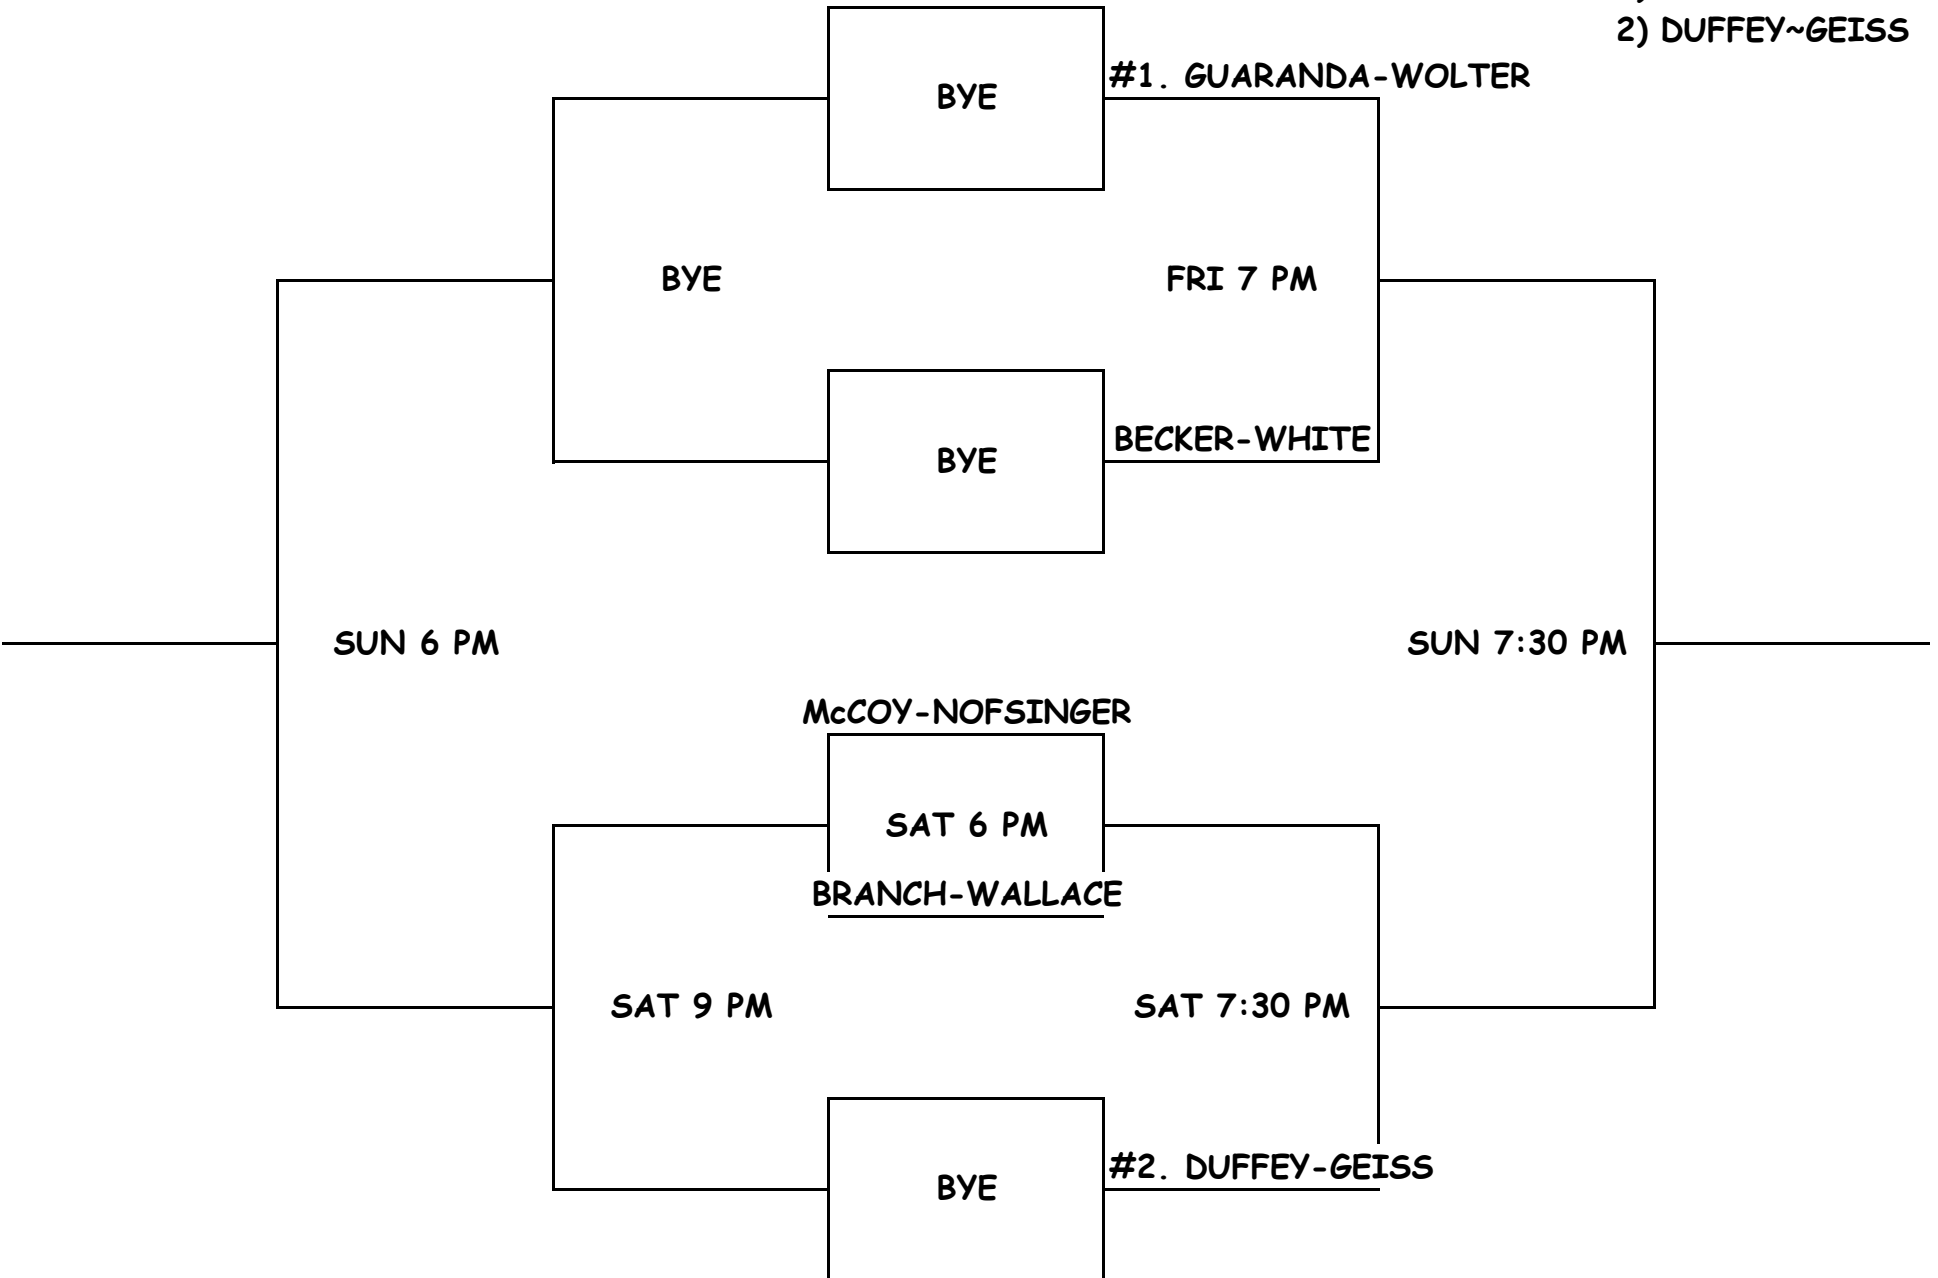 2) DUFFEY~GEISS
#1. GUARANDA-WOLTER
BYE
BYE
FRI 7 PM
BECKER-WHITE
BYE
SUN 6 PM
SUN 7:30 PM
McCOY-NOFSINGER
SAT 6 PM
BRANCH-WALLACE
SAT 9 PM
SAT 7:30 PM
#2. DUFFEY-GEISS
BYE